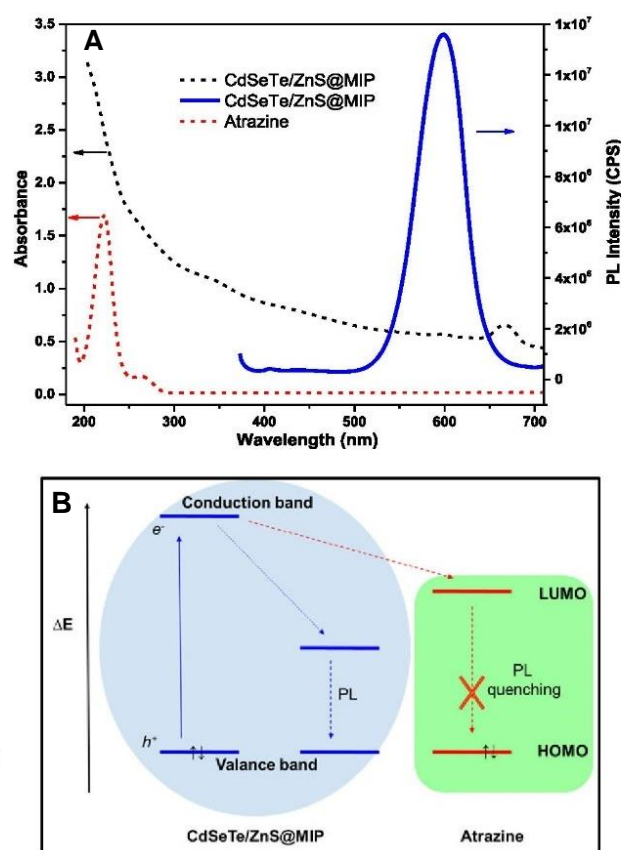 A
CdSeTe/ZnS@MIP
CdSeTe/ZnS@MIP
Atrazine
Absorbance
3.5
3.0
2.5
2.0
1.5
1.0
0.5
0.0
PL Intensity (CPS)
1x10⁷
1x10⁷
1x10⁷
8x10⁶
6x10⁶
4x10⁶
2x10⁶
0
200 300 400 500 600 700
Wavelength (nm)
B
Conduction band
e⁻
ΔE
LUMO
PL
PL
quenching
h⁺
↑↓
↑↓
HOMO
Valance band
CdSeTe/ZnS@MIP Atrazine